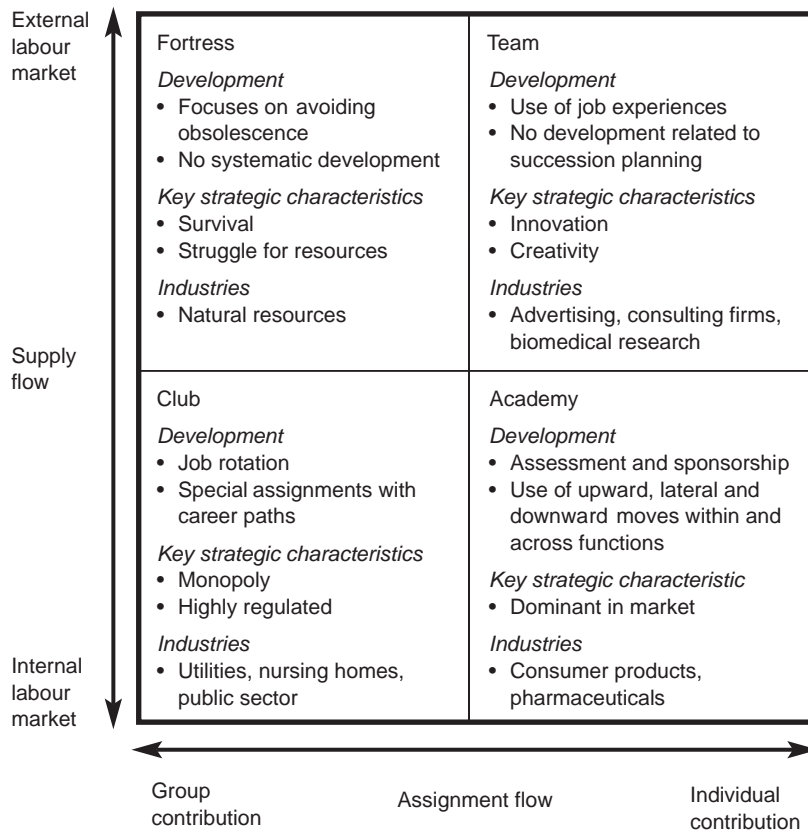 External
labour
market
Fortress
Development
• Focuses on avoiding
obsolescence
• No systematic development
Key strategic characteristics
• Survival
• Struggle for resources
Industries
• Natural resources
Team
Development
• Use of job experiences
• No development related to
succession planning
Key strategic characteristics
• Innovation
• Creativity
Industries
• Advertising, consulting firms,
biomedical research
Supply
flow
Club
Development
• Job rotation
• Special assignments with
career paths
Key strategic characteristics
• Monopoly
• Highly regulated
Industries
• Utilities, nursing homes,
public sector
Academy
Development
• Assessment and sponsorship
• Use of upward, lateral and
downward moves within and
across functions
Key strategic characteristic
• Dominant in market
Industries
• Consumer products,
pharmaceuticals
Internal
labour
market
Group
contribution
Assignment flow
Individual
contribution